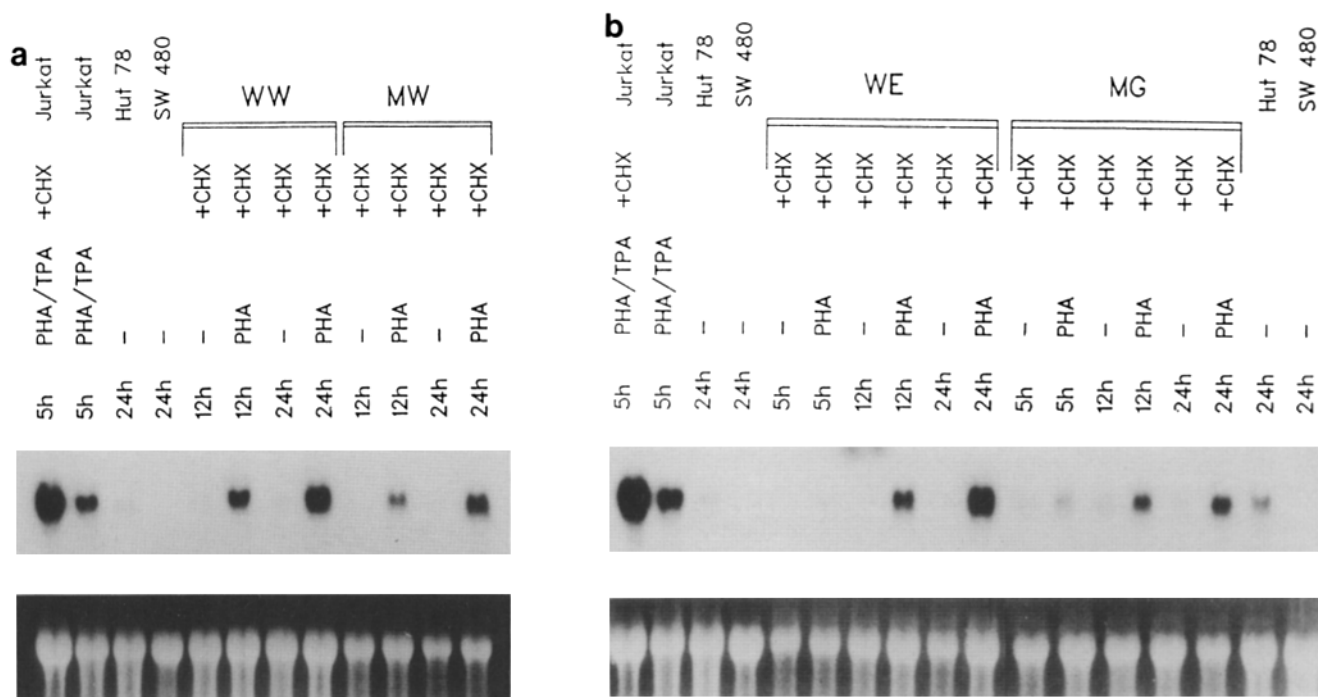 a
Jurkat Jurkat Hut 78 SW 480 WW MW
+CHX +CHX +CHX +CHX +CHX +CHX +CHX +CHX +CHX
PHA/TPA PHA/TPA – – – PHA – PHA – PHA – PHA
5h 5h 24h 24h 12h 12h 24h 24h 12h 12h 24h 24h
b
Jurkat Jurkat Hut 78 SW 480 WE MG Hut 78 SW 480
+CHX +CHX +CHX +CHX +CHX +CHX +CHX +CHX +CHX +CHX +CHX +CHX +CHX
PHA/TPA PHA/TPA – – – PHA – PHA – PHA – PHA – PHA – PHA – –
5h 5h 24h 24h 5h 5h 12h 12h 24h 24h 5h 5h 12h 12h 24h 24h 24h 24h